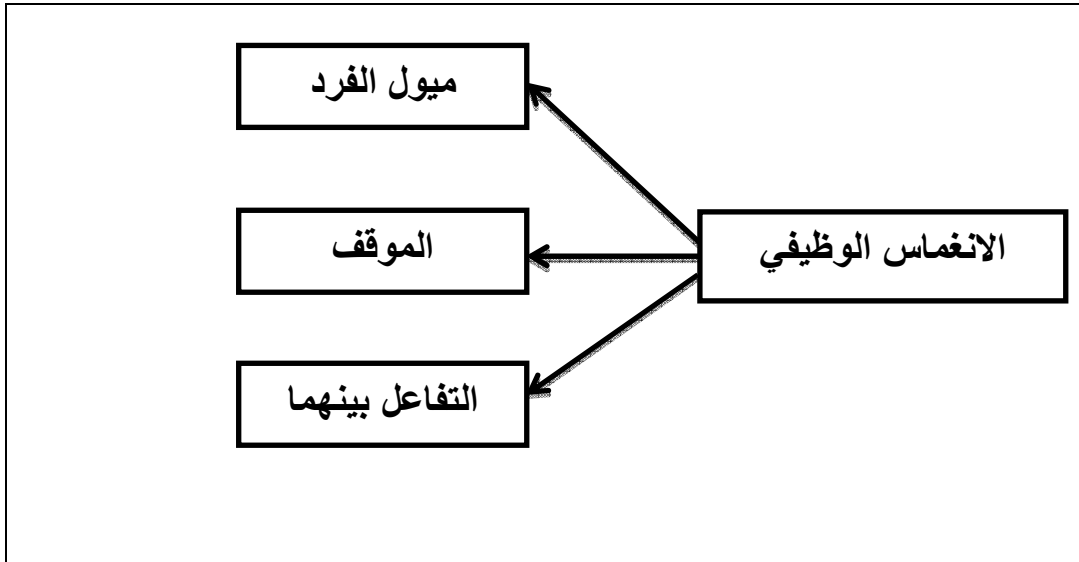 ميول الفرد
الانغماس الوظيفي
الموقف
التفاعل بينهما